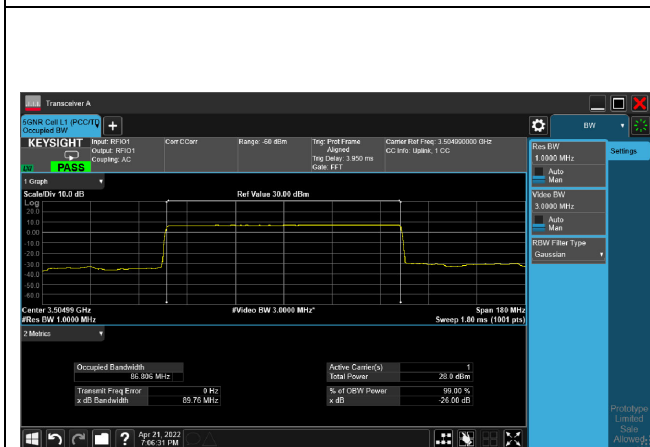 Transceiver A
5GNR Cell L1 (PCC/TD
Occupied BW
BW
KEYSIGHT
Input: RFIO1
Output: RFIO1
Coupling: AC
Corr CCorr
Range: -50 dBm
Trig: Prot Frame
Aligned
Trig Delay: 3.950 ms
Gate: FFT
Carrier Ref Freq: 3.504990000 GHz
CC Info: Uplink, 1 CC
PASS
Res BW
1.0000 MHz
Auto
Man
Settings
Video BW
3.0000 MHz
Auto
Man
RBW Filter Type
Gaussian
1 Graph
Scale/Div 10.0 dB
Ref Value 30.00 dBm
Log
20.0
10.0
0.00
-10.0
-20.0
-30.0
-40.0
-50.0
-60.0
Center 3.50499 GHz
#Video BW 3.0000 MHz*
Span 180 MHz
#Res BW 1.0000 MHz
Sweep 1.80 ms (1001 pts)
2 Metrics
Occupied Bandwidth
86.806 MHz
Active Carrier(s) 1
Total Power 28.0 dBm
Transmit Freq Error 0 Hz
x dB Bandwidth 89.76 MHz
% of OBW Power 99.00 %
x dB -26.00 dB
Prototype
Limited
Sale
Allowed
?
Apr 21, 2022
7:06:31 PM